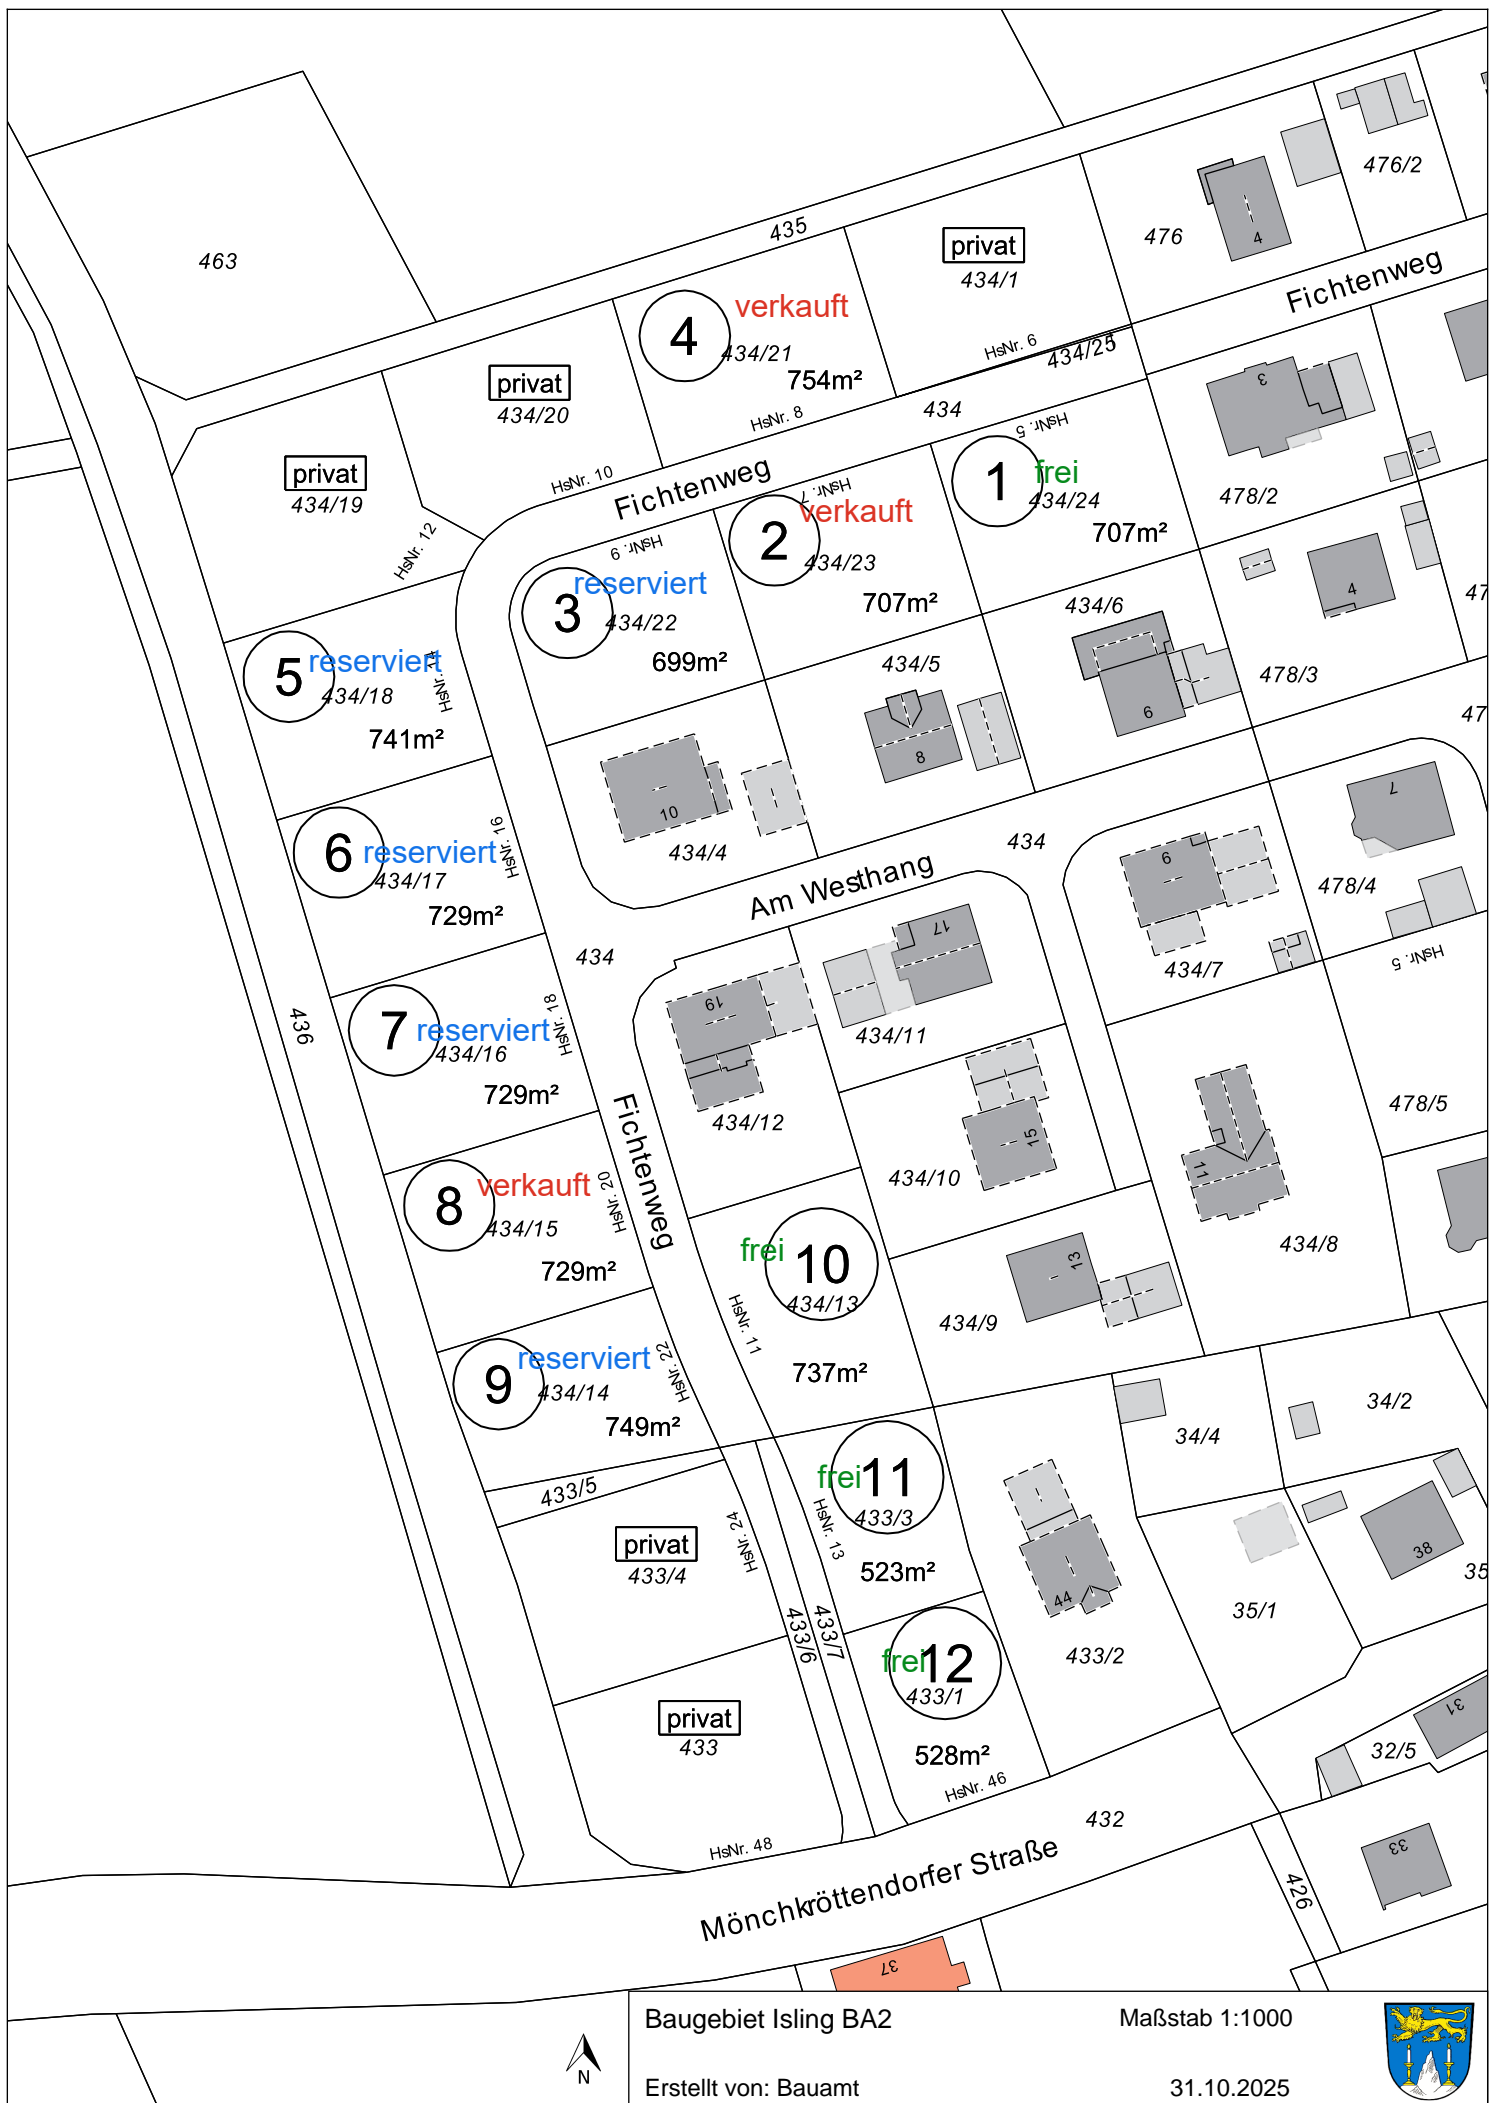 476/2
435
476
4
463
privat
434/1
Fichtenweg
4
verkauft
434/21
754m²
HsNr. 6
434/25
HsNr. 8
434
privat
434/20
3
HsNr. 5
privat
434/19
HsNr. 10
Fichtenweg
HsNr. 7
1
frei
434/24
707m²
478/2
HsNr. 12
HsNr. 9
2
verkauft
434/23
707m²
3
reserviert
434/22
699m²
4
47
434/6
5
reserviert
434/18
741m²
HsNr. 14
434/5
478/3
9
47
8
10
434/4
7
6
reserviert
434/17
729m²
HsNr. 16
434
Am Westhang
9
478/4
17
434
434/7
HsNr. 5
19
7
reserviert
434/16
729m²
HsNr. 18
436
434/11
434/12
478/5
Fichtenweg
15
434/10
11
8
verkauft
434/15
729m²
HsNr. 20
frei
10
434/13
737m²
HsNr. 11
13
434/8
434/9
9
reserviert
434/14
749m²
HsNr. 22
34/2
34/4
433/5
frei
11
433/3
523m²
HsNr. 13
HsNr. 24
privat
433/4
38
35
44
35/1
433/6
433/7
433/2
frei
12
433/1
528m²
HsNr. 46
privat
433
31
32/5
432
HsNr. 48
33
Mönchkröttendorfer Straße
426
37
Baugebiet Isling BA2
Maßstab 1:1000
N
Erstellt von: Bauamt
31.10.2025